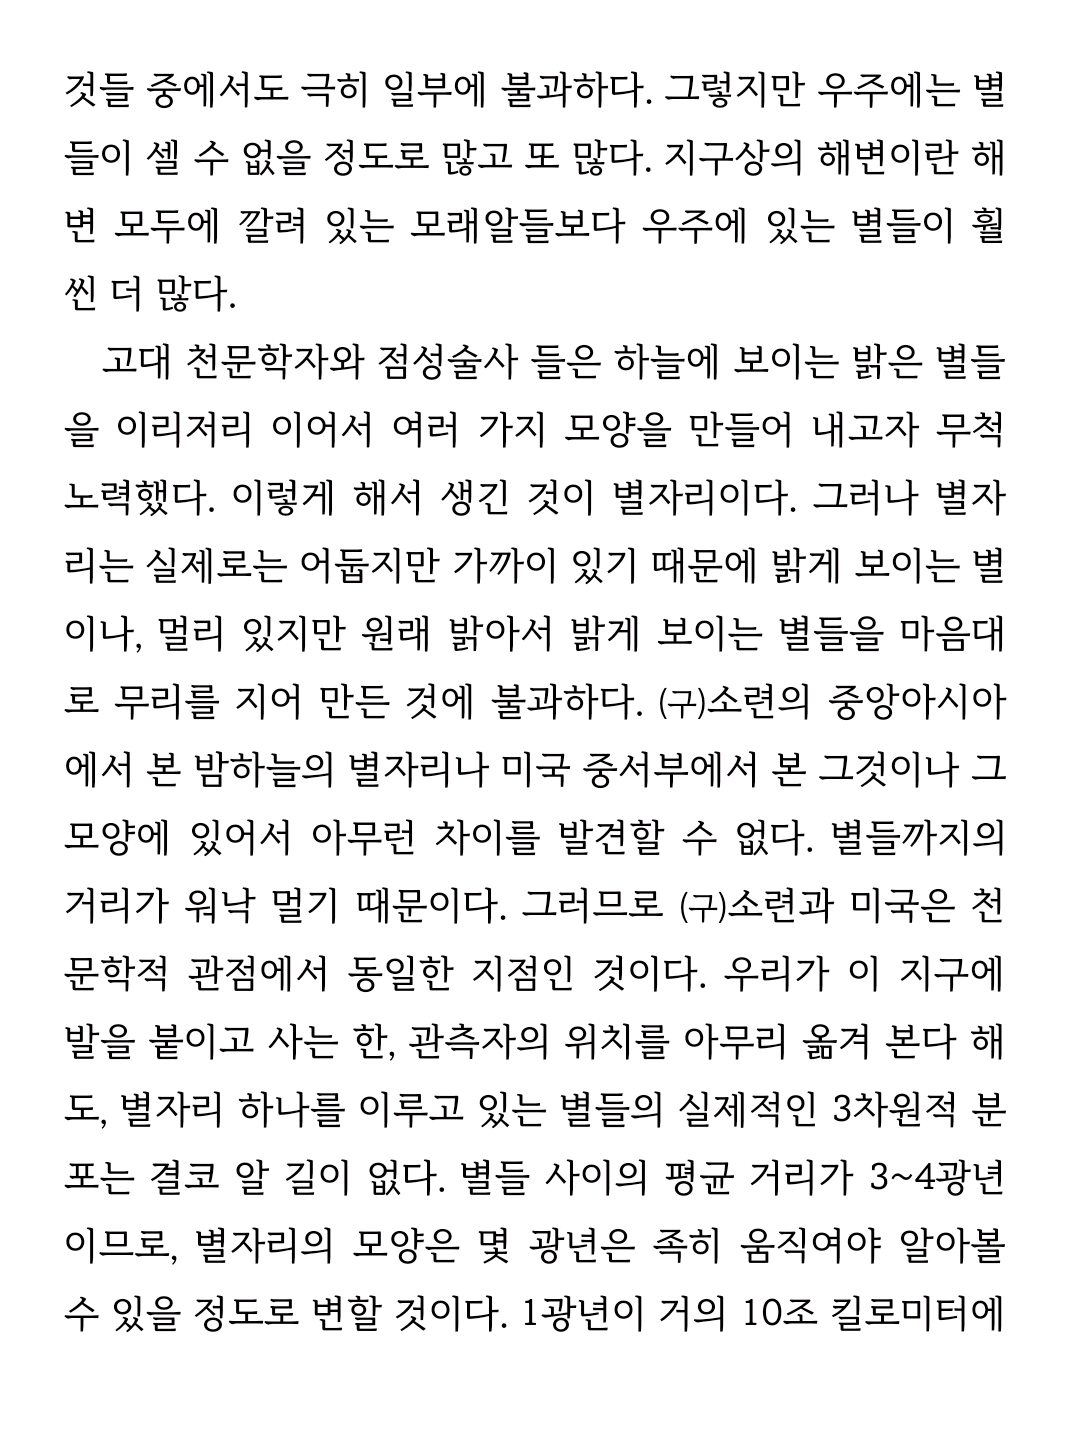 것들 중에서도 극히 일부에 불과하다. 그렇지만 우주에는 별
들이 셀 수 없을 정도로 많고 또 많다. 지구상의 해변이란 해
변 모두에 깔려 있는 모래알들보다 우주에 있는 별들이 훨
씬 더 많다.
고대 천문학자와 점성술사 들은 하늘에 보이는 밝은 별들
을 이리저리 이어서 여러 가지 모양을 만들어 내고자 무척
노력했다. 이렇게 해서 생긴 것이 별자리이다. 그러나 별자
리는 실제로는 어둡지만 가까이 있기 때문에 밝게 보이는 별
이나, 멀리 있지만 원래 밝아서 밝게 보이는 별들을 마음대
로 무리를 지어 만든 것에 불과하다. (구)소련의 중앙아시아
에서 본 밤하늘의 별자리나 미국 중서부에서 본 그것이나 그
모양에 있어서 아무런 차이를 발견할 수 없다. 별들까지의
거리가 워낙 멀기 때문이다. 그러므로 (구)소련과 미국은 천
문학적 관점에서 동일한 지점인 것이다. 우리가 이 지구에
발을 붙이고 사는 한, 관측자의 위치를 아무리 옮겨 본다 해
도, 별자리 하나를 이루고 있는 별들의 실제적인 3차원적 분
포는 결코 알 길이 없다. 별들 사이의 평균 거리가 3~4광년
이므로, 별자리의 모양은 몇 광년은 족히 움직여야 알아볼
수 있을 정도로 변할 것이다. 1광년이 거의 10조 킬로미터에